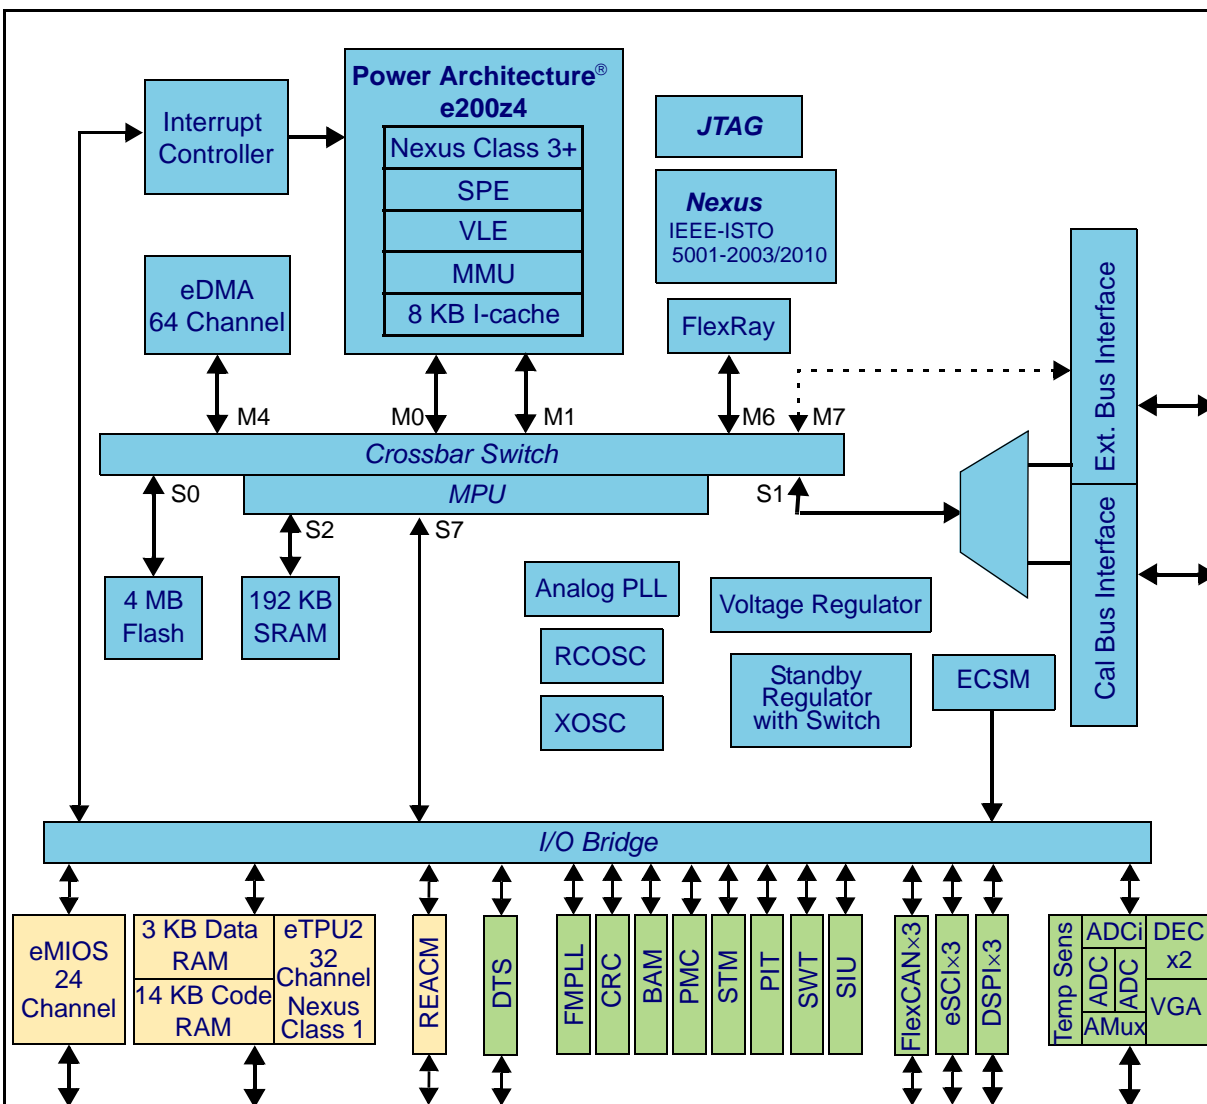 Power Architecture®
e200z4
Nexus Class 3+
SPE
VLE
MMU
8 KB I-cache
Interrupt
Controller
JTAG
Nexus
IEEE-ISTO
5001-2003/2010
eDMA
64 Channel
FlexRay
Ext. Bus Interface
Cal Bus Interface
M4
M0
M1
M6
M7
Crossbar Switch
MPU
S0
S2
S7
S1
4 MB
Flash
192 KB
SRAM
Analog PLL
RCOSC
XOSC
Voltage Regulator
Standby
Regulator
with Switch
ECSM
I/O Bridge
eMIOS
24
Channel
3 KB Data
RAM
14 KB Code
RAM
eTPU2
32
Channel
Nexus
Class 1
REACM
DTS
FMPLL
CRC
BAM
PMC
STM
PIT
SWT
SIU
FlexCAN×3
eSCI×3
DSPI×3
Temp Sens
ADCi
ADC
ADC
AMux
DEC
x2
VGA